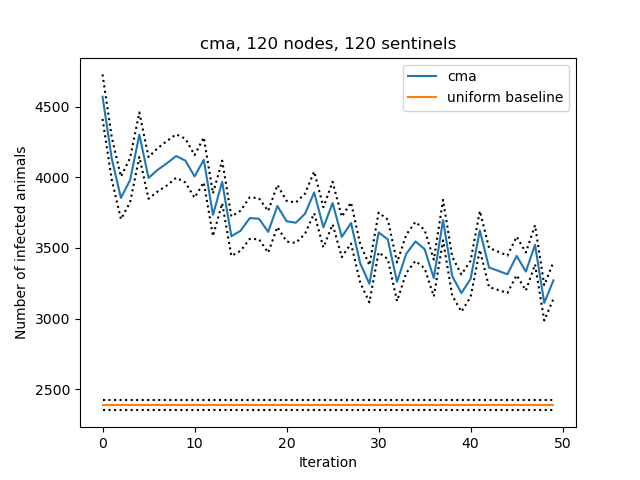 cma, 120 nodes, 120 sentinels
cma
uniform baseline
Number of infected animals
4500
4000
3500
3000
2500
0 10 20 30 40 50
Iteration